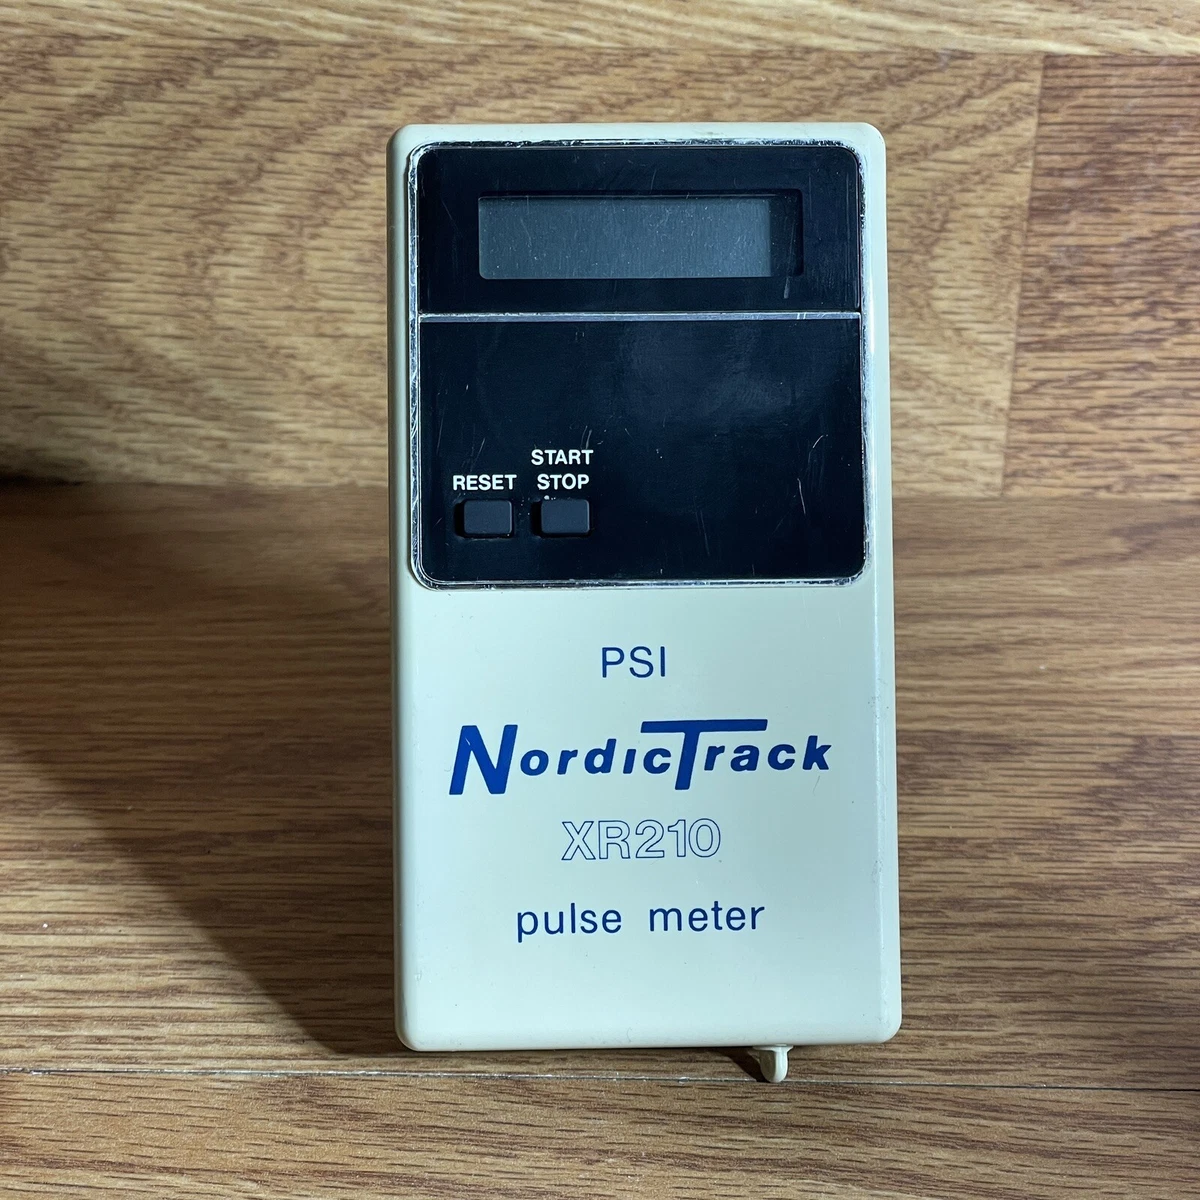 START
RESET STOP
PSI
NordicTrack
XR210
pulse meter